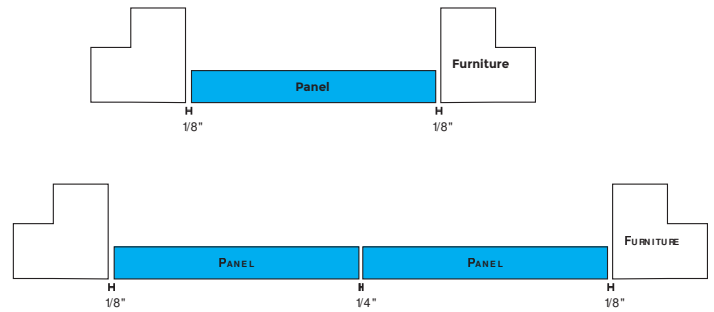 Furniture
Panel
1/8"
1/8"
FURNITURE
PANEL
PANEL
1/8"
1/4"
1/8"